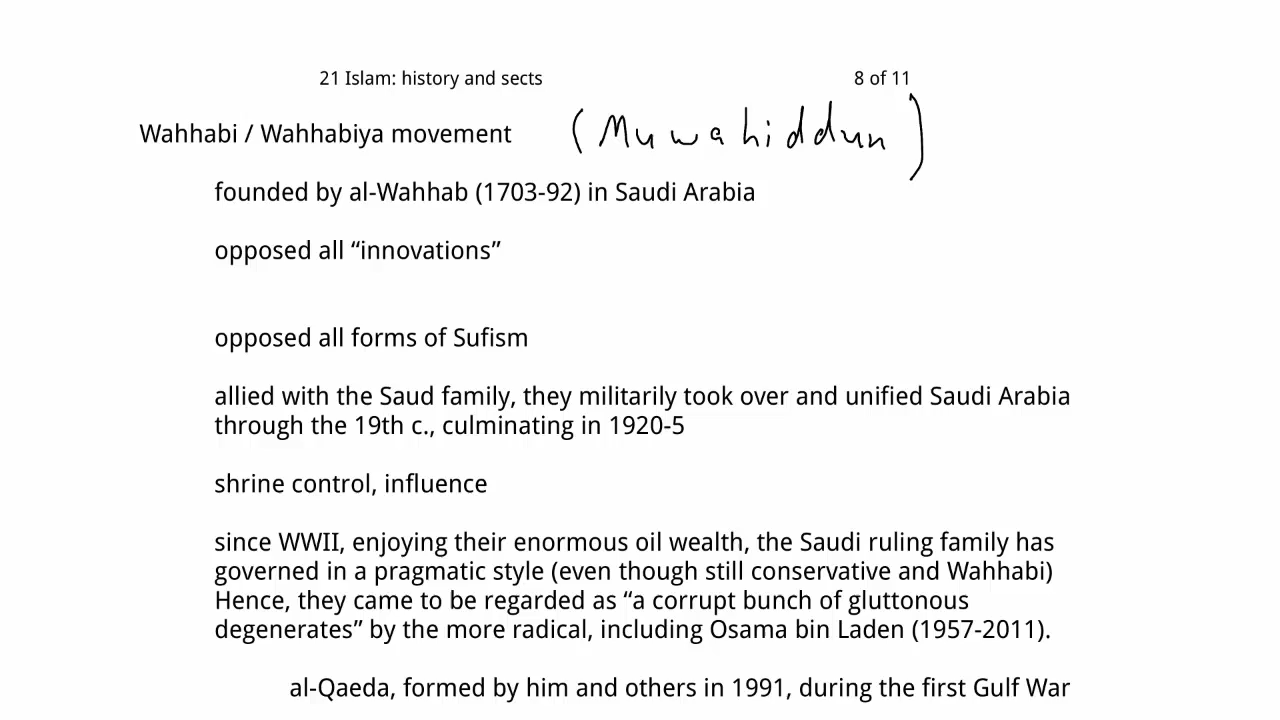 21 Islam: history and sects 8 of 11
Wahhabi / Wahhabiya movement (Muwahiddun)
founded by al-Wahhab (1703-92) in Saudi Arabia
opposed all “innovations”
opposed all forms of Sufism
allied with the Saud family, they militarily took over and unified Saudi Arabia
through the 19th c., culminating in 1920-5
shrine control, influence
since WWII, enjoying their enormous oil wealth, the Saudi ruling family has
governed in a pragmatic style (even though still conservative and Wahhabi)
Hence, they came to be regarded as “a corrupt bunch of gluttonous
degenerates” by the more radical, including Osama bin Laden (1957-2011).
al-Qaeda, formed by him and others in 1991, during the first Gulf War